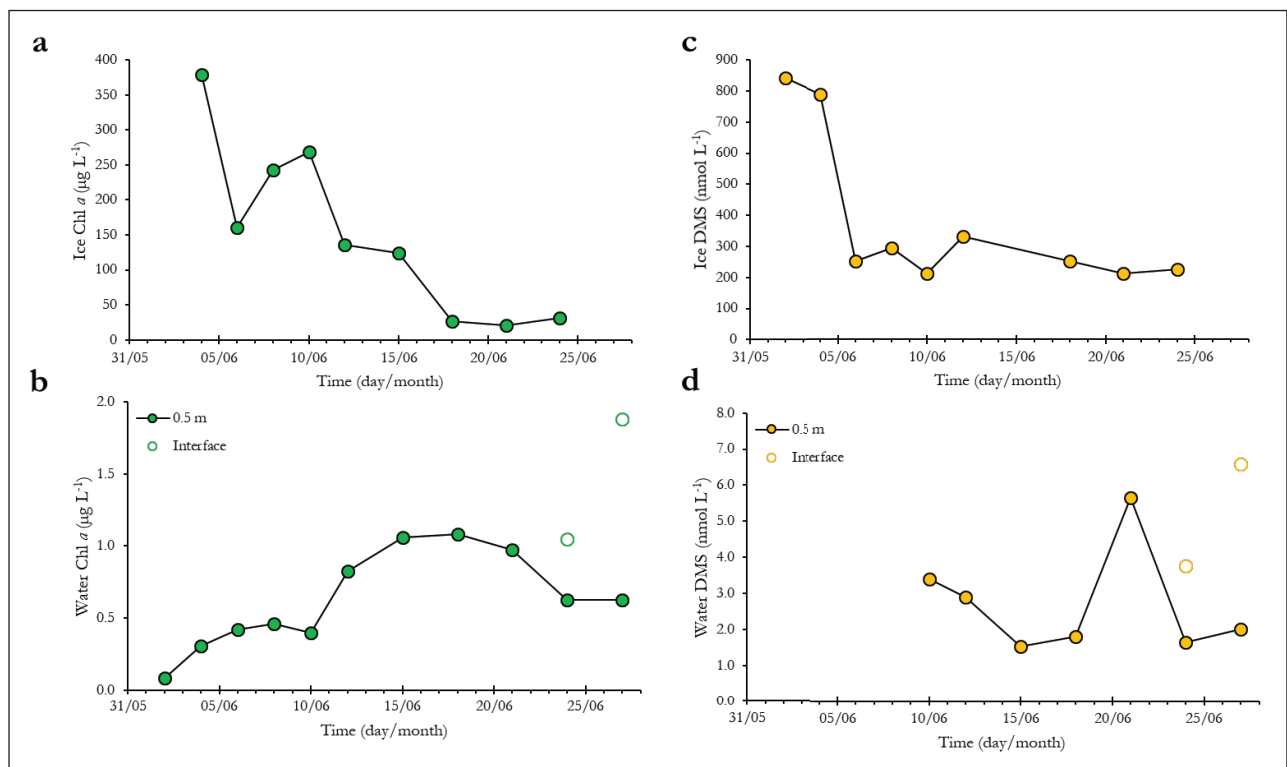 a
Ice Chl a (µg L-1)
400
350
300
250
200
150
100
50
0
31/05 05/06 10/06 15/06 20/06 25/06
Time (day/month)
c
Ice DMS (nmol L-1)
900
800
700
600
500
400
300
200
100
0
31/05 05/06 10/06 15/06 20/06 25/06
Time (day/month)
b
Water Chl a (µg L-1)
2.0
1.5
1.0
0.5
0.0
0.5 m
Interface
31/05 05/06 10/06 15/06 20/06 25/06
Time (day/month)
d
Water DMS (nmol L-1)
8.0
7.0
6.0
5.0
4.0
3.0
2.0
1.0
0.0
0.5 m
Interface
31/05 05/06 10/06 15/06 20/06 25/06
Time (day/month)